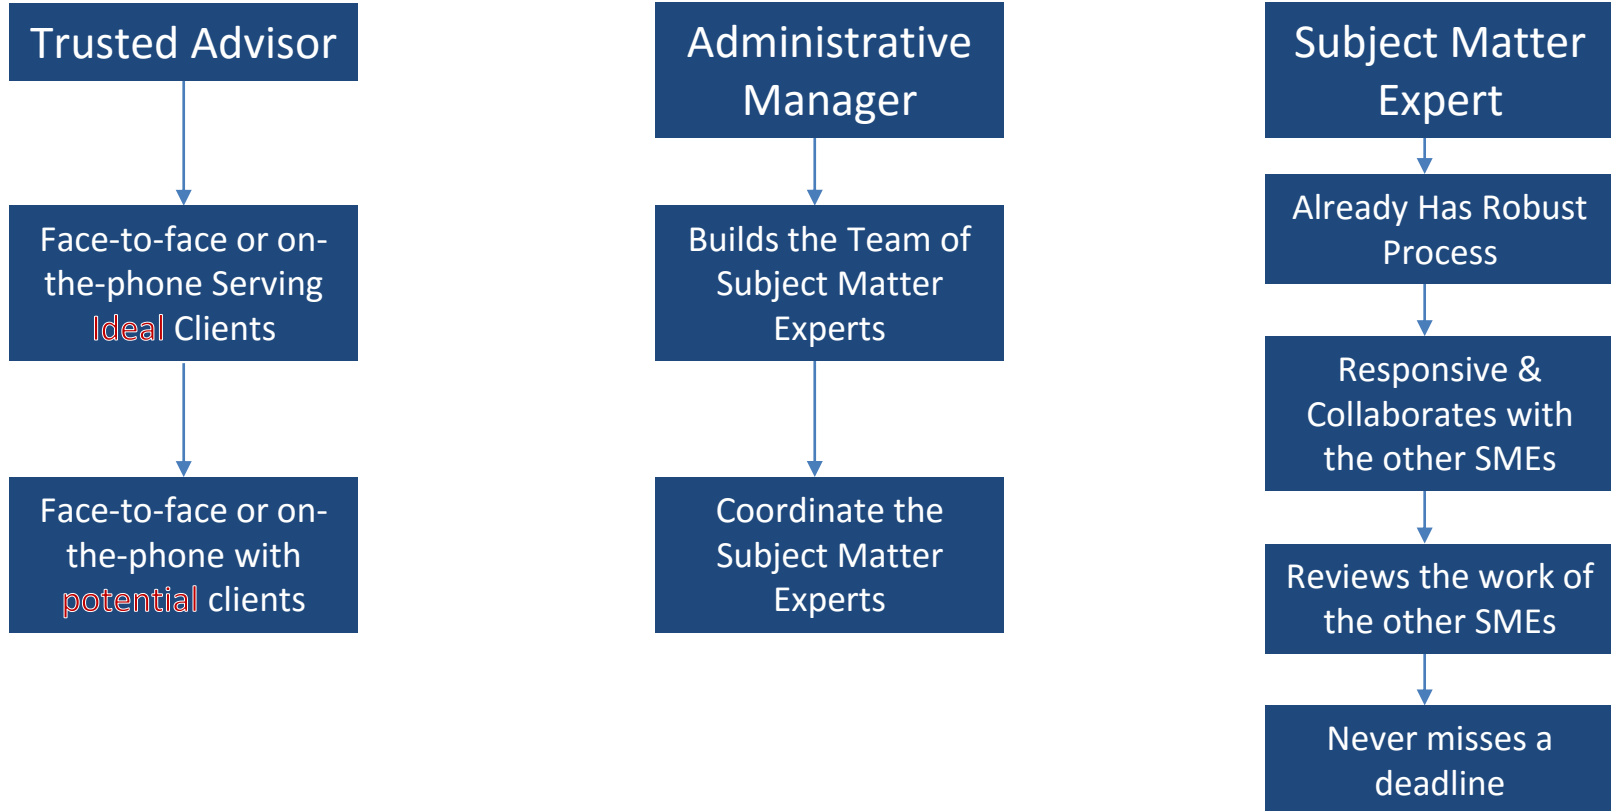 Trusted Advisor
Face-to-face or on-
the-phone Serving
Ideal Clients
Face-to-face or on-
the-phone with
potential clients
Administrative
Manager
Builds the Team of
Subject Matter
Experts
Coordinate the
Subject Matter
Experts
Subject Matter
Expert
Already Has Robust
Process
Responsive &
Collaborates with
the other SMEs
Reviews the work of
the other SMEs
Never misses a
deadline